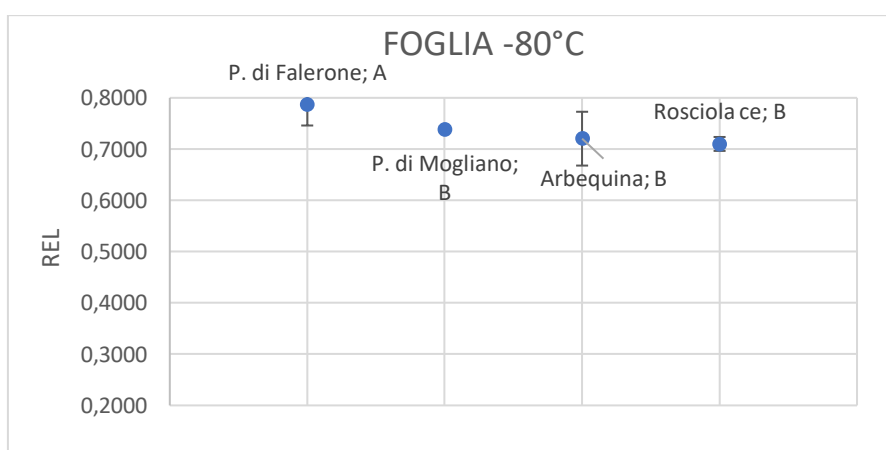 FOGLIA -80°C
P. di Falerone; A
0,8000
Rosciola ce; B
0,7000
P. di Mogliano;
B
Arbequina; B
0,6000
REL
0,5000
0,4000
0,3000
0,2000